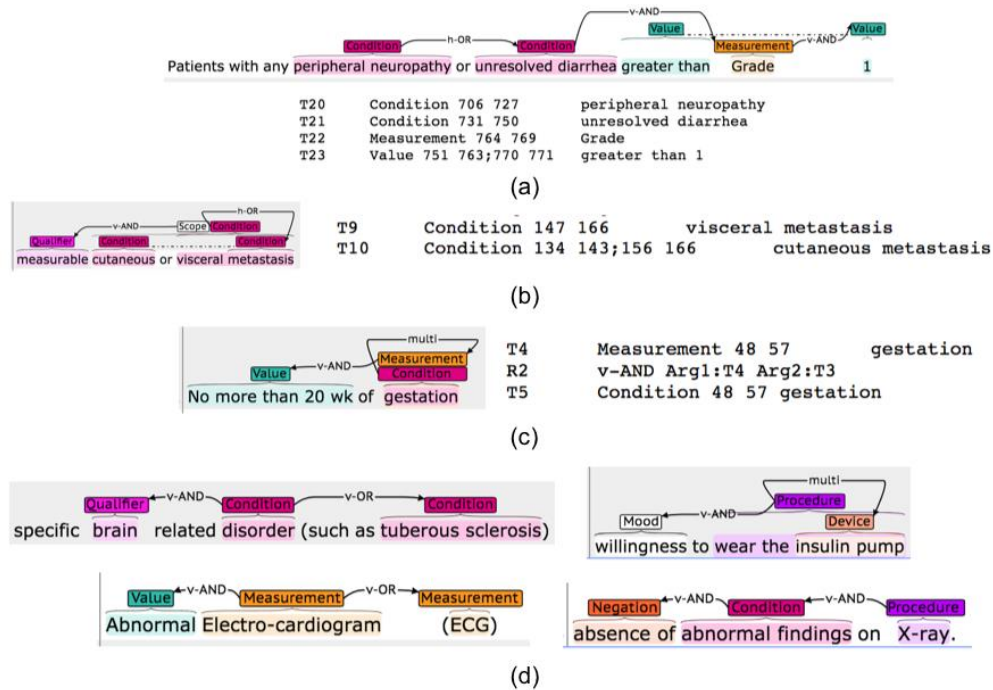 v-AND
Value Value
Condition h-OR Condition Measurement v-AND
Patients with any peripheral neuropathy or unresolved diarrhea greater than Grade 1
T20 Condition 706 727 peripheral neuropathy
T21 Condition 731 750 unresolved diarrhea
T22 Measurement 764 769 Grade
T23 Value 751 763;770 771 greater than 1
(a)
h-OR
v-AND Scope Condition
Qualifier Condition Condition
measurable cutaneous or visceral metastasis
T9 Condition 147 166 visceral metastasis
T10 Condition 134 143;156 166 cutaneous metastasis
(b)
multi
v-AND Measurement
Value Condition
No more than 20 wk of gestation
T4 Measurement 48 57 gestation
R2 v-AND Arg1:T4 Arg2:T3
T5 Condition 48 57 gestation
(c)
Qualifier v-AND Condition v-OR Condition
specific brain related disorder (such as tuberous sclerosis)
multi
Procedure
Mood v-AND Device
willingness to wear the insulin pump
Value v-AND Measurement v-OR Measurement
Abnormal Electro-cardiogram (ECG)
Negation v-AND Condition v-AND Procedure
absence of abnormal findings on X-ray.
(d)